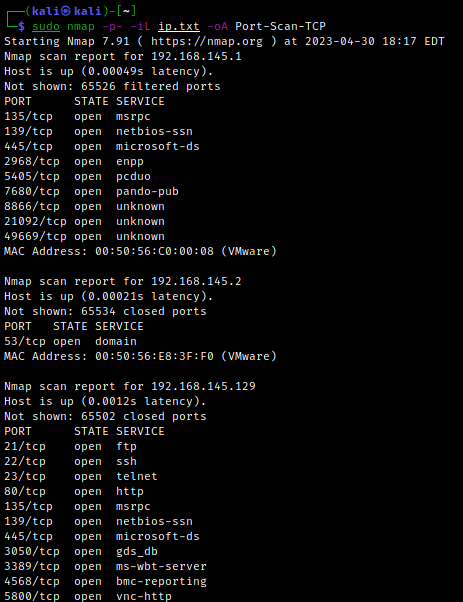 ┌──(kali㉿kali)-[~]
└─$ sudo nmap -p- -iL ip.txt -oA Port-Scan-TCP
Starting Nmap 7.91 ( https://nmap.org ) at 2023-04-30 18:17 EDT
Nmap scan report for 192.168.145.1
Host is up (0.00049s latency).
Not shown: 65526 filtered ports
PORT      STATE SERVICE
135/tcp   open  msrpc
139/tcp   open  netbios-ssn
445/tcp   open  microsoft-ds
2968/tcp  open  enpp
5405/tcp  open  pcduo
7680/tcp  open  pando-pub
8866/tcp  open  unknown
21092/tcp open  unknown
49669/tcp open  unknown
MAC Address: 00:50:56:C0:00:08 (VMware)

Nmap scan report for 192.168.145.2
Host is up (0.00021s latency).
Not shown: 65534 closed ports
PORT   STATE SERVICE
53/tcp open  domain
MAC Address: 00:50:56:E8:3F:F0 (VMware)

Nmap scan report for 192.168.145.129
Host is up (0.0012s latency).
Not shown: 65502 closed ports
PORT      STATE SERVICE
21/tcp    open  ftp
22/tcp    open  ssh
23/tcp    open  telnet
80/tcp    open  http
135/tcp   open  msrpc
139/tcp   open  netbios-ssn
445/tcp   open  microsoft-ds
3050/tcp  open  gds_db
3389/tcp  open  ms-wbt-server
4568/tcp  open  bmc-reporting
5800/tcp  open  vnc-http